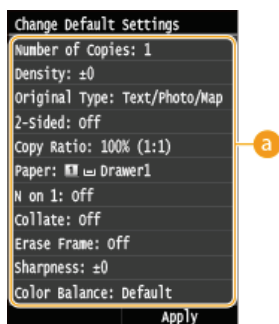 Change Default Settings
Number of Copies: 1
Density: ±0
Original Type: Text/Photo/Map
2-Sided: Off
Copy Ratio: 100% (1:1)
Paper: 1 Drawer1
N on 1: Off
Collate: Off
Erase Frame: Off
Sharpness: ±0
Color Balance: Default
Apply
a